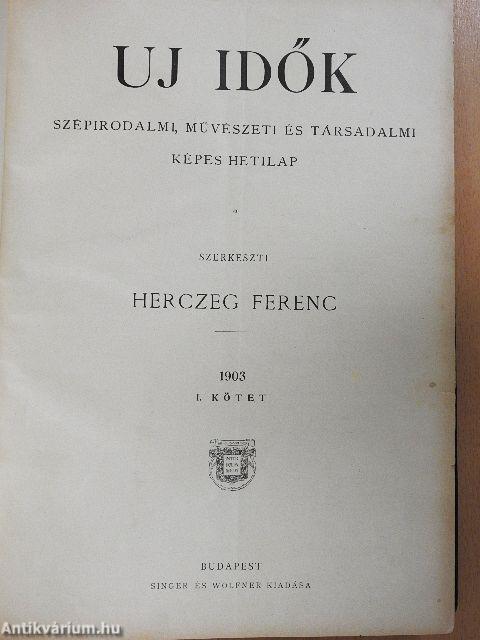 UJ IDŐK
SZÉPIRODALMI, MŰVÉSZETI ÉS TÁRSADALMI
KÉPES HETILAP
SZERKESZTI
HERCZEG FERENC
1903
I. KÖTET
BUDAPEST
SINGER ÉS WOLFNER KIADÁSA
Antikvárium.hu